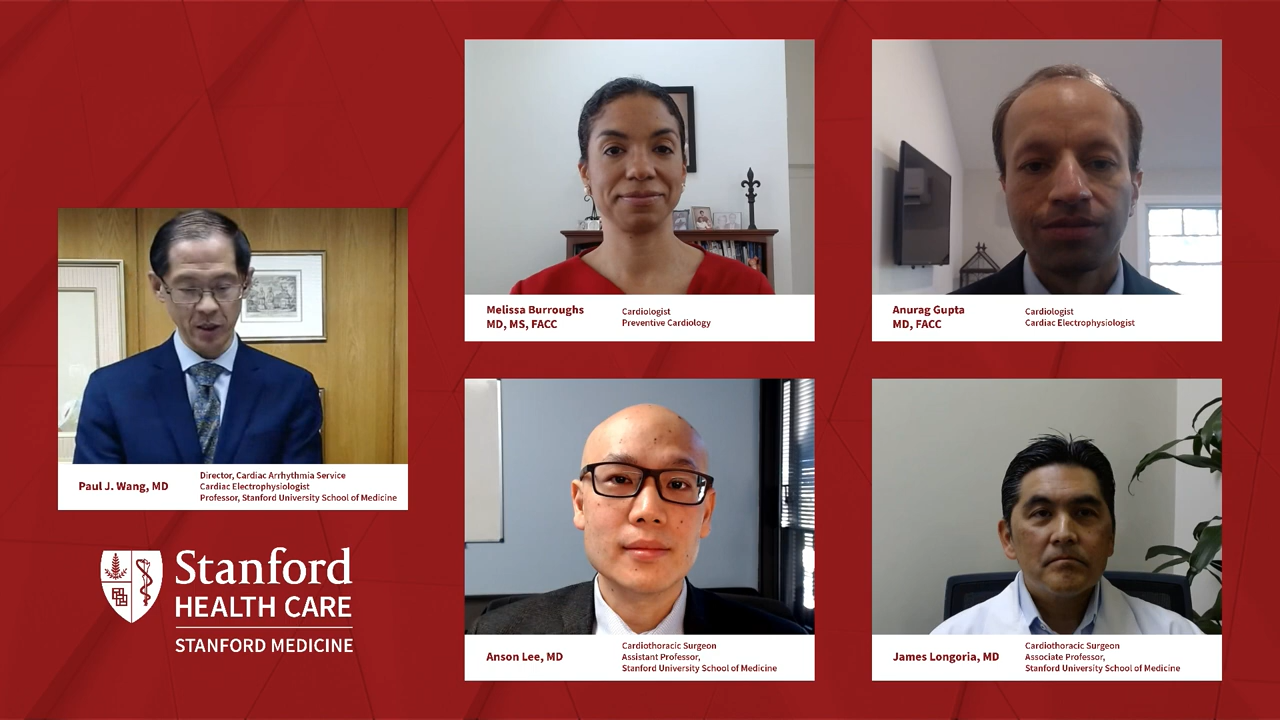 Paul J. Wang, MD
Director, Cardiac Arrhythmia Service
Cardiac Electrophysiologist
Professor, Stanford University School of Medicine
Stanford
HEALTH CARE
STANFORD MEDICINE
Melissa Burroughs
MD, MS, FACC
Cardiologist
Preventive Cardiology
Anurag Gupta
MD, FACC
Cardiologist
Cardiac Electrophysiologist
Anson Lee, MD
Cardiothoracic Surgeon
Assistant Professor,
Stanford University School of Medicine
James Longoria, MD
Cardiothoracic Surgeon
Associate Professor,
Stanford University School of Medicine